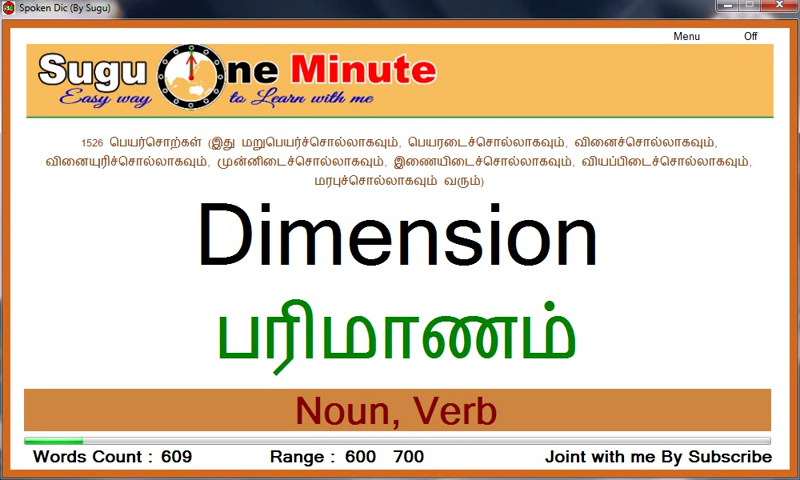 Spoken Dic (By Sugu)
Menu Off
Sugu One Minute
Easy way to Learn with me
1526 பெயர்சொற்கள் (இது மறுபெயர்ச்சொல்லாகவும், பெயரடைச்சொல்லாகவும், வினைச்சொல்லாகவும்,
வினையுரிச்சொல்லாகவும், முன்னிடைச்சொல்லாகவும், இணையிடைச்சொல்லாகவும், வியப்பிடைச்சொல்லாகவும்,
மரபுச்சொல்லாகவும் வரும்)
Dimension
பரிமாணம்
Noun, Verb
Words Count : 609 Range : 600 700 Joint with me By Subscribe